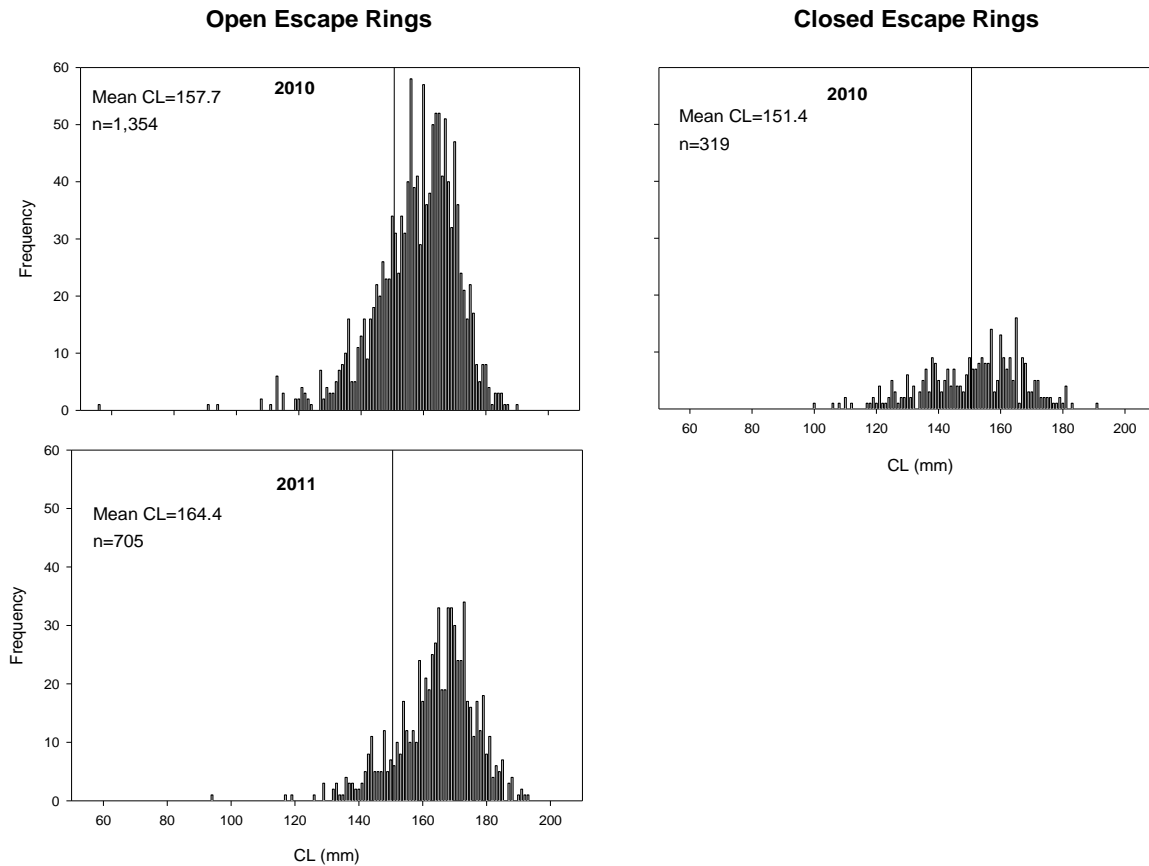 Open Escape Rings
Closed Escape Rings
60
50
40
30
20
10
0
Frequency
Mean CL=157.7
n=1,354
2010
Mean CL=151.4
n=319
2010
60
80
100
120
140
160
180
200
CL (mm)
60
50
40
30
20
10
0
Frequency
Mean CL=164.4
n=705
2011
60
80
100
120
140
160
180
200
CL (mm)